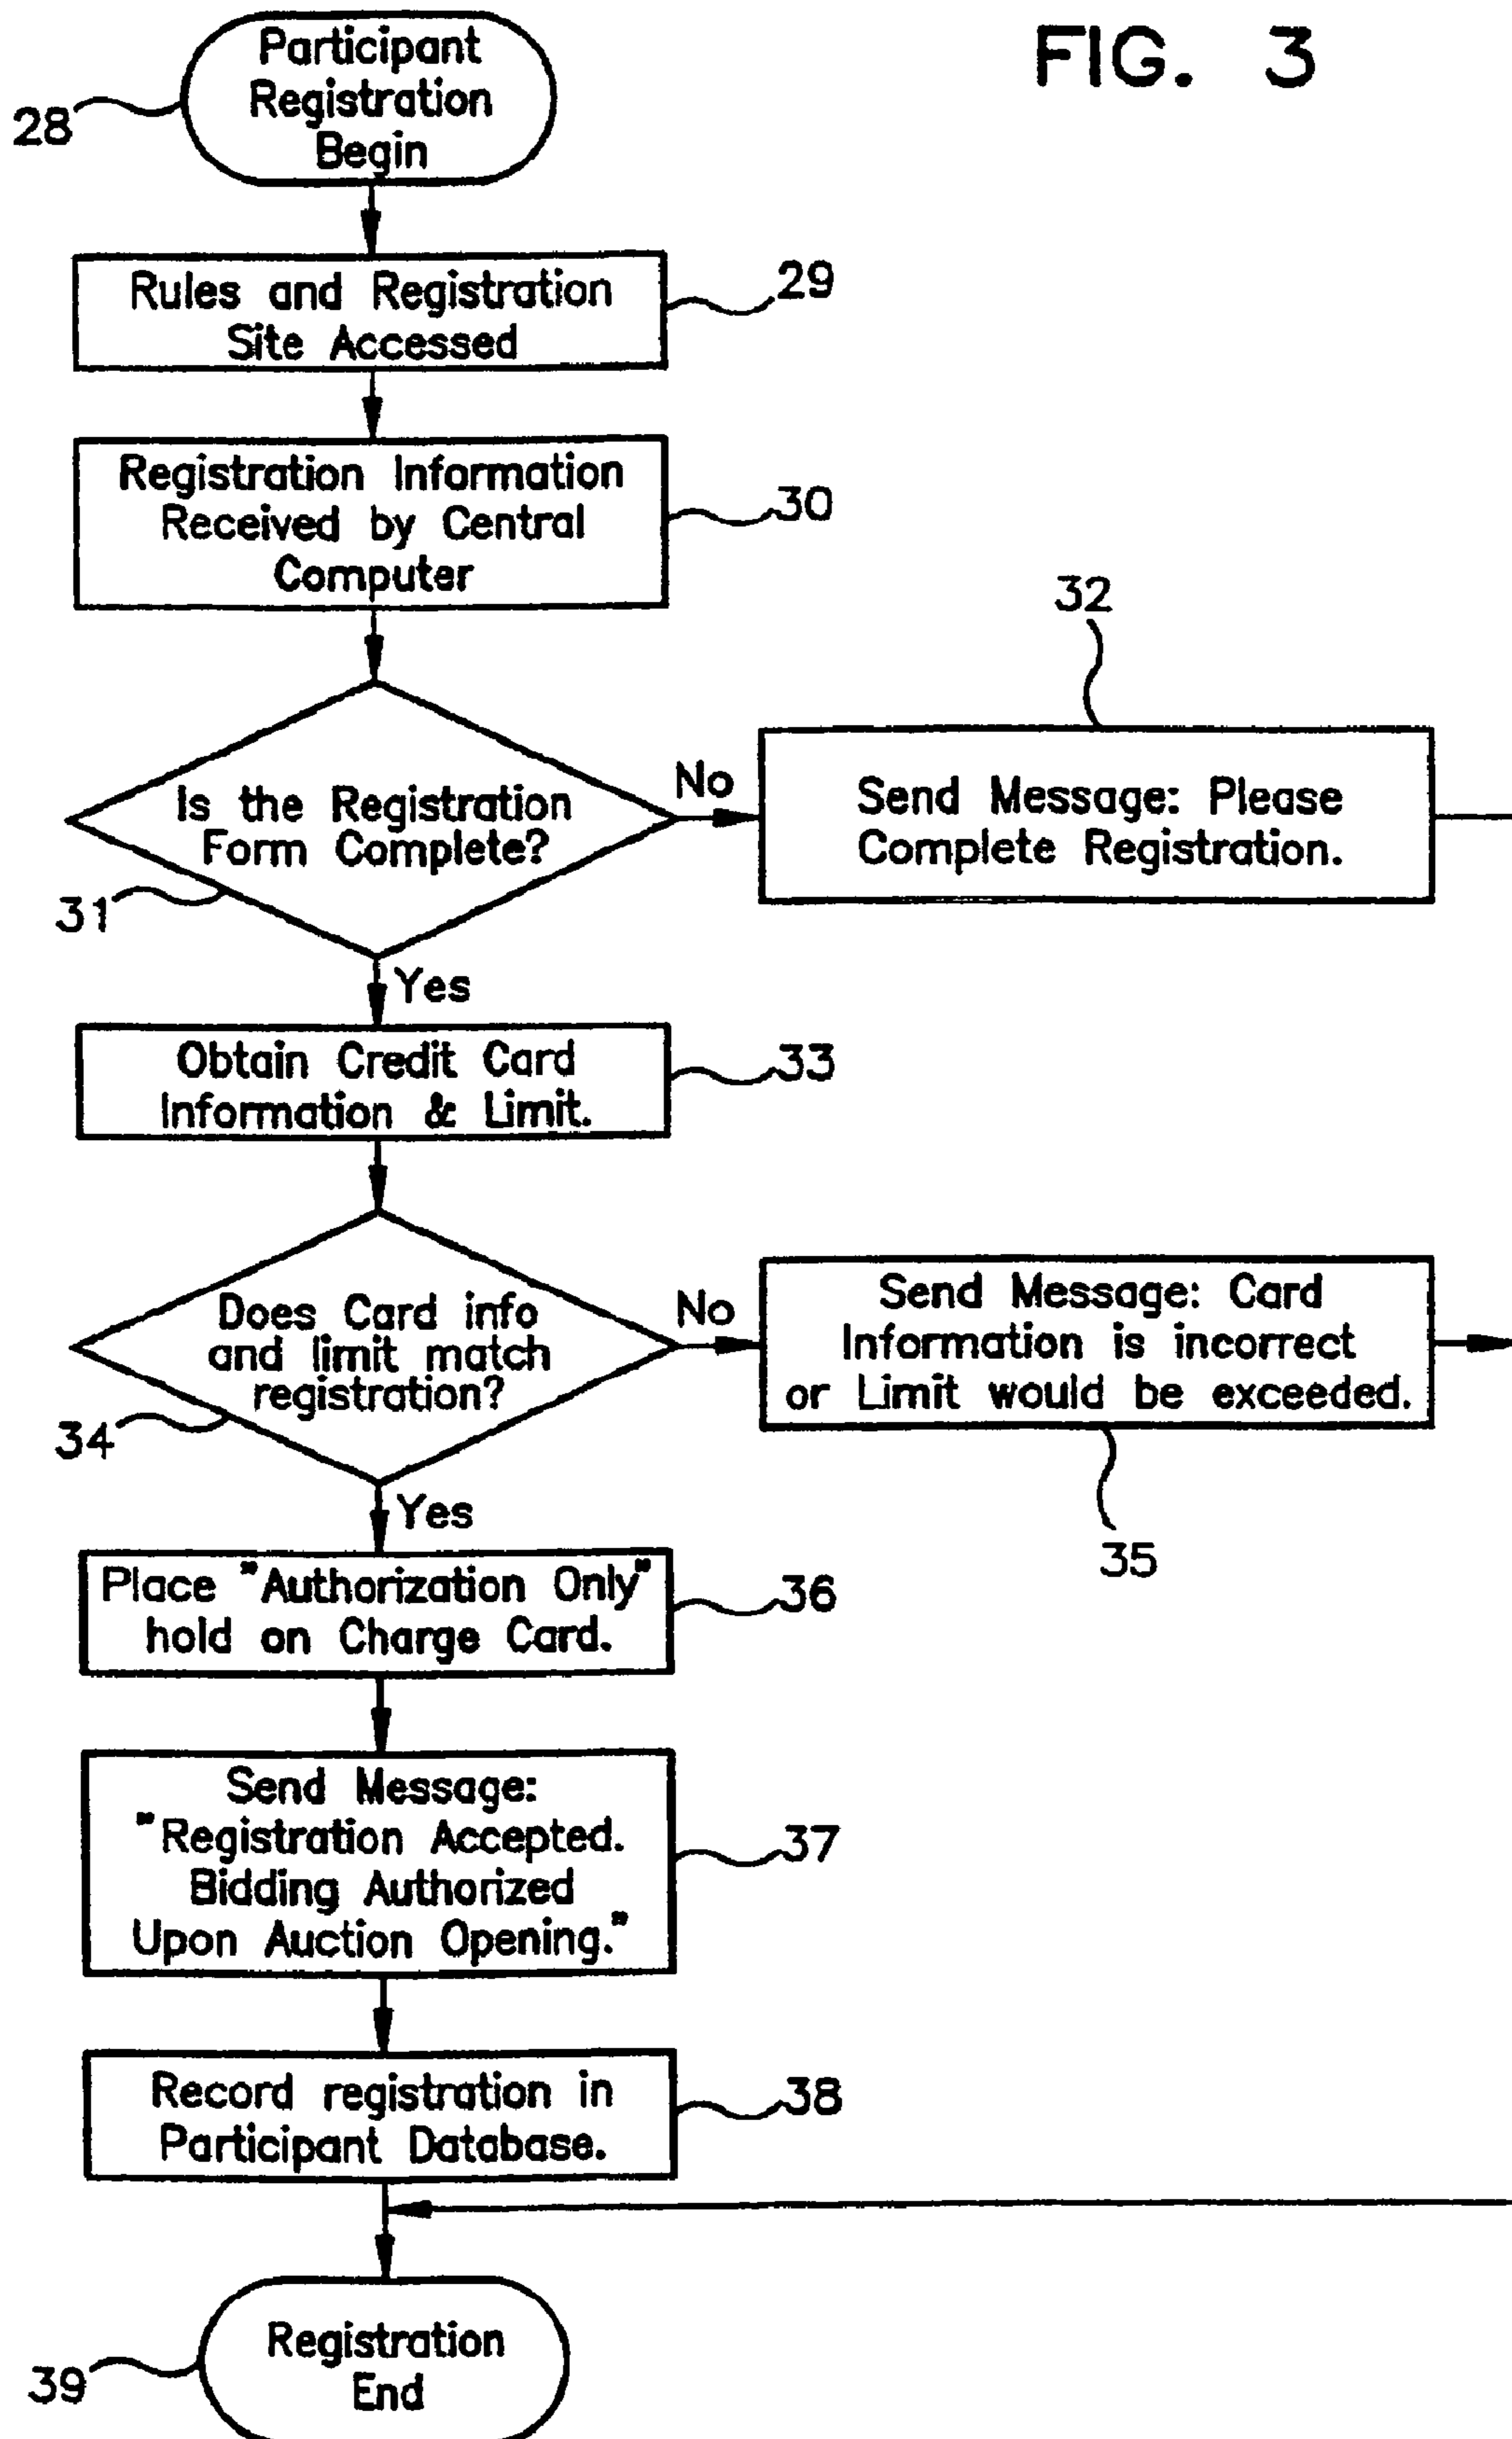 FIG. 3
Participant
Registration
Begin
28
Rules and Registration
Site Accessed
29
Registration Information
Received by Central
Computer
30
32
Is the Registration
Form Complete?
31
No
Send Message: Please
Complete Registration.
Yes
Obtain Credit Card
Information & Limit.
33
Does Card info
and limit match
registration?
34
No
Send Message: Card
Information is incorrect
or Limit would be exceeded.
35
Yes
Place "Authorization Only"
hold on Charge Card.
36
Send Message:
"Registration Accepted.
Bidding Authorized
Upon Auction Opening."
37
Record registration in
Participant Database.
38
Registration
End
39